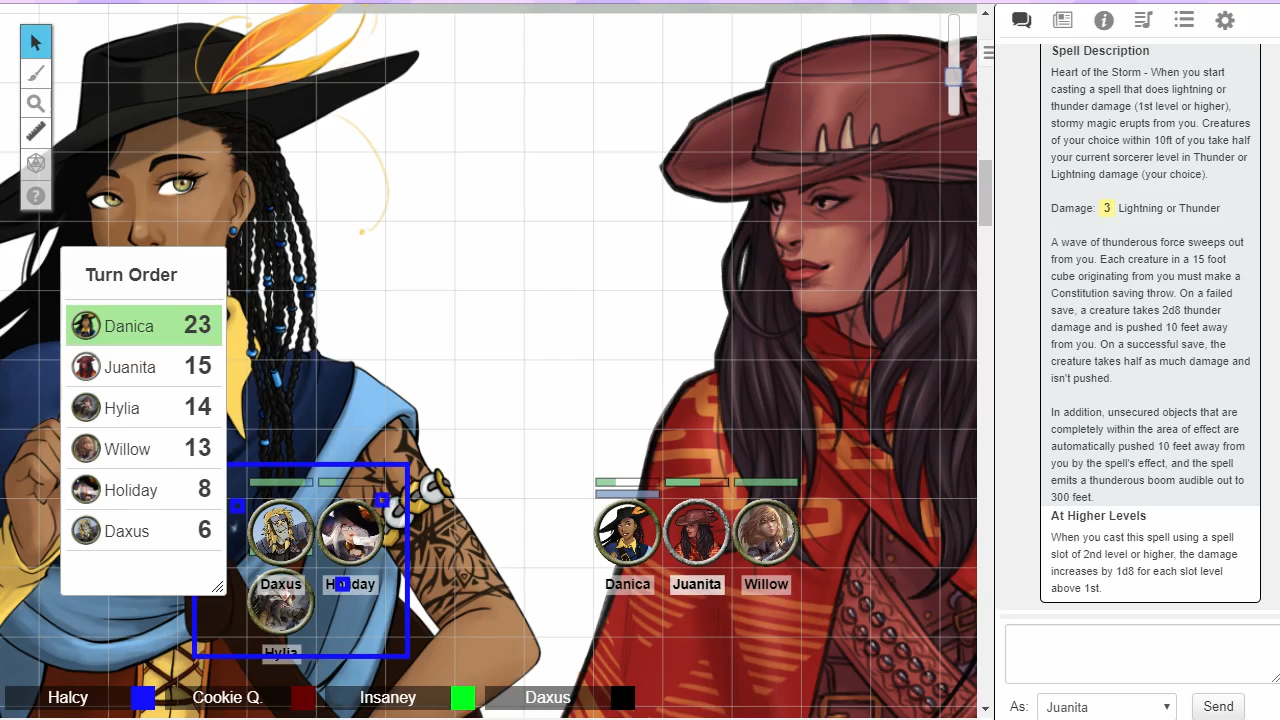 Turn Order
Danica 23
Juanita 15
Hylia 14
Willow 13
Holiday 8
Daxus 6
Daxus
Danica
Juanita
Willow
Hylia
Halcy
Cookie Q.
Insaney
Daxus
Spell Description
Heart of the Storm - When you start
casting a spell that does lightning or
thunder damage (1st level or higher),
stormy magic erupts from you. Creatures
of your choice within 10ft of you take half
your current sorcerer level in Thunder or
Lightning damage (your choice).
Damage: 3 Lightning or Thunder
A wave of thunderous force sweeps out
from you. Each creature in a 15 foot
cube originating from you must make a
Constitution saving throw. On a failed
save, a creature takes 2d8 thunder
damage and is pushed 10 feet away
from you. On a successful save, the
creature takes half as much damage and
isn't pushed.
In addition, unsecured objects that are
completely within the area of effect are
automatically pushed 10 feet away from
you by the spell's effect, and the spell
emits a thunderous boom audible out to
300 feet.
At Higher Levels
When you cast this spell using a spell
slot of 2nd level or higher, the damage
increases by 1d8 for each slot level
above 1st.
As: Juanita
Send